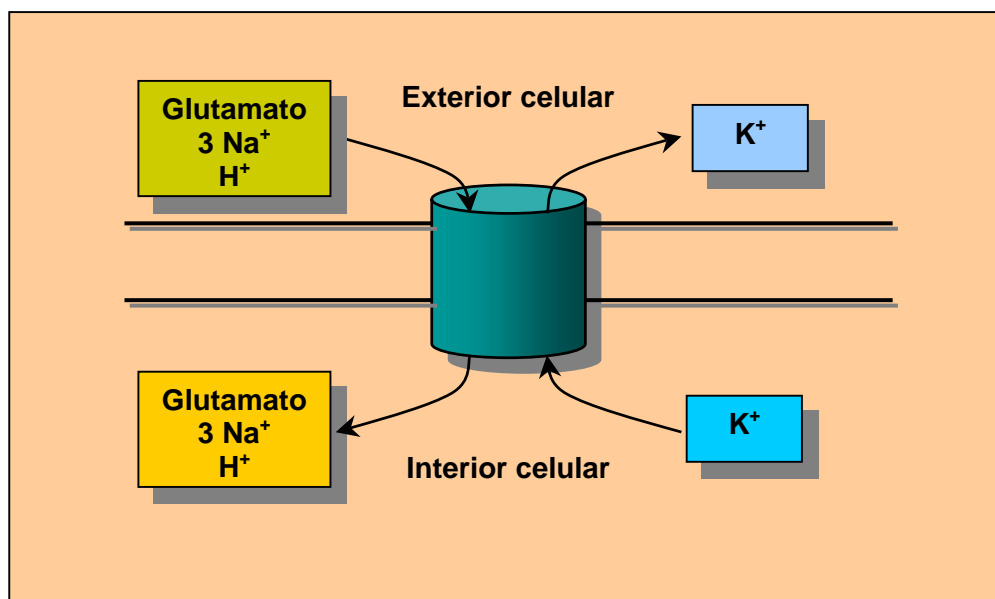 Glutamato
3 Na⁺
H⁺
Exterior celular
K⁺
Glutamato
3 Na⁺
H⁺
Interior celular
K⁺